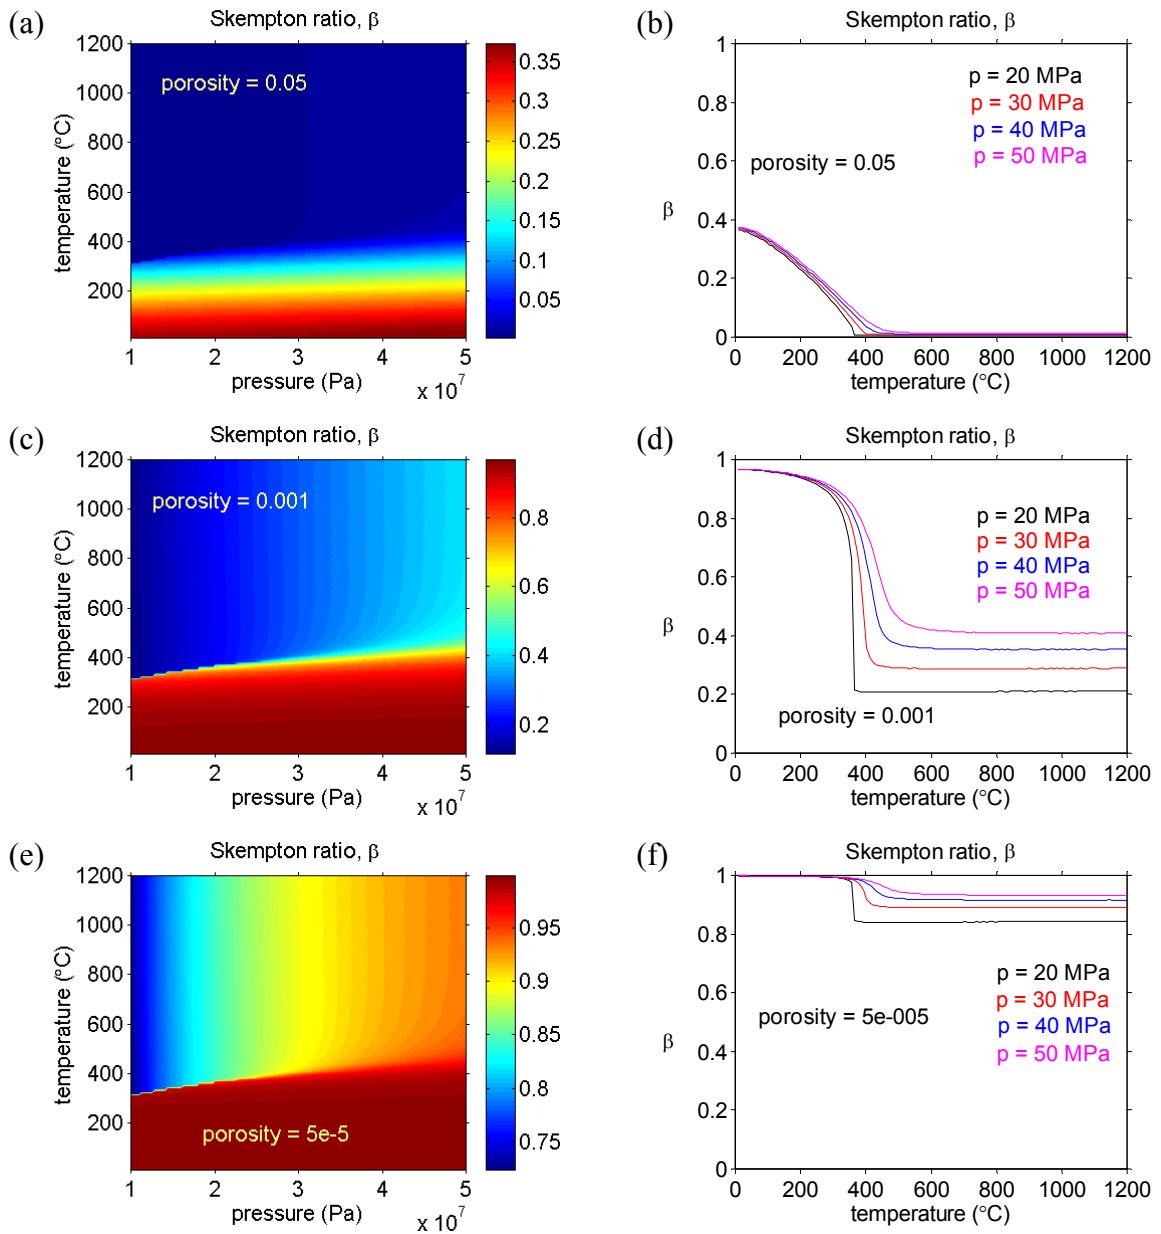 (a)
Skempton ratio, β
porosity = 0.05
temperature (°C)
1200
1000
800
600
400
200
1 2 3 4 5
pressure (Pa)
x 10^7
0.35
0.3
0.25
0.2
0.15
0.1
0.05
(b)
Skempton ratio, β
p = 20 MPa
p = 30 MPa
p = 40 MPa
p = 50 MPa
porosity = 0.05
β
1
0.8
0.6
0.4
0.2
0
0 200 400 600 800 1000 1200
temperature (°C)
(c)
Skempton ratio, β
porosity = 0.001
temperature (°C)
1200
1000
800
600
400
200
1 2 3 4 5
pressure (Pa)
x 10^7
0.8
0.6
0.4
0.2
(d)
Skempton ratio, β
p = 20 MPa
p = 30 MPa
p = 40 MPa
p = 50 MPa
porosity = 0.001
β
1
0.8
0.6
0.4
0.2
0
0 200 400 600 800 1000 1200
temperature (°C)
(e)
Skempton ratio, β
porosity = 5e-5
temperature (°C)
1200
1000
800
600
400
200
1 2 3 4 5
pressure (Pa)
x 10^7
0.95
0.9
0.85
0.8
0.75
(f)
Skempton ratio, β
p = 20 MPa
p = 30 MPa
p = 40 MPa
p = 50 MPa
porosity = 5e-005
β
1
0.8
0.6
0.4
0.2
0
0 200 400 600 800 1000 1200
temperature (°C)